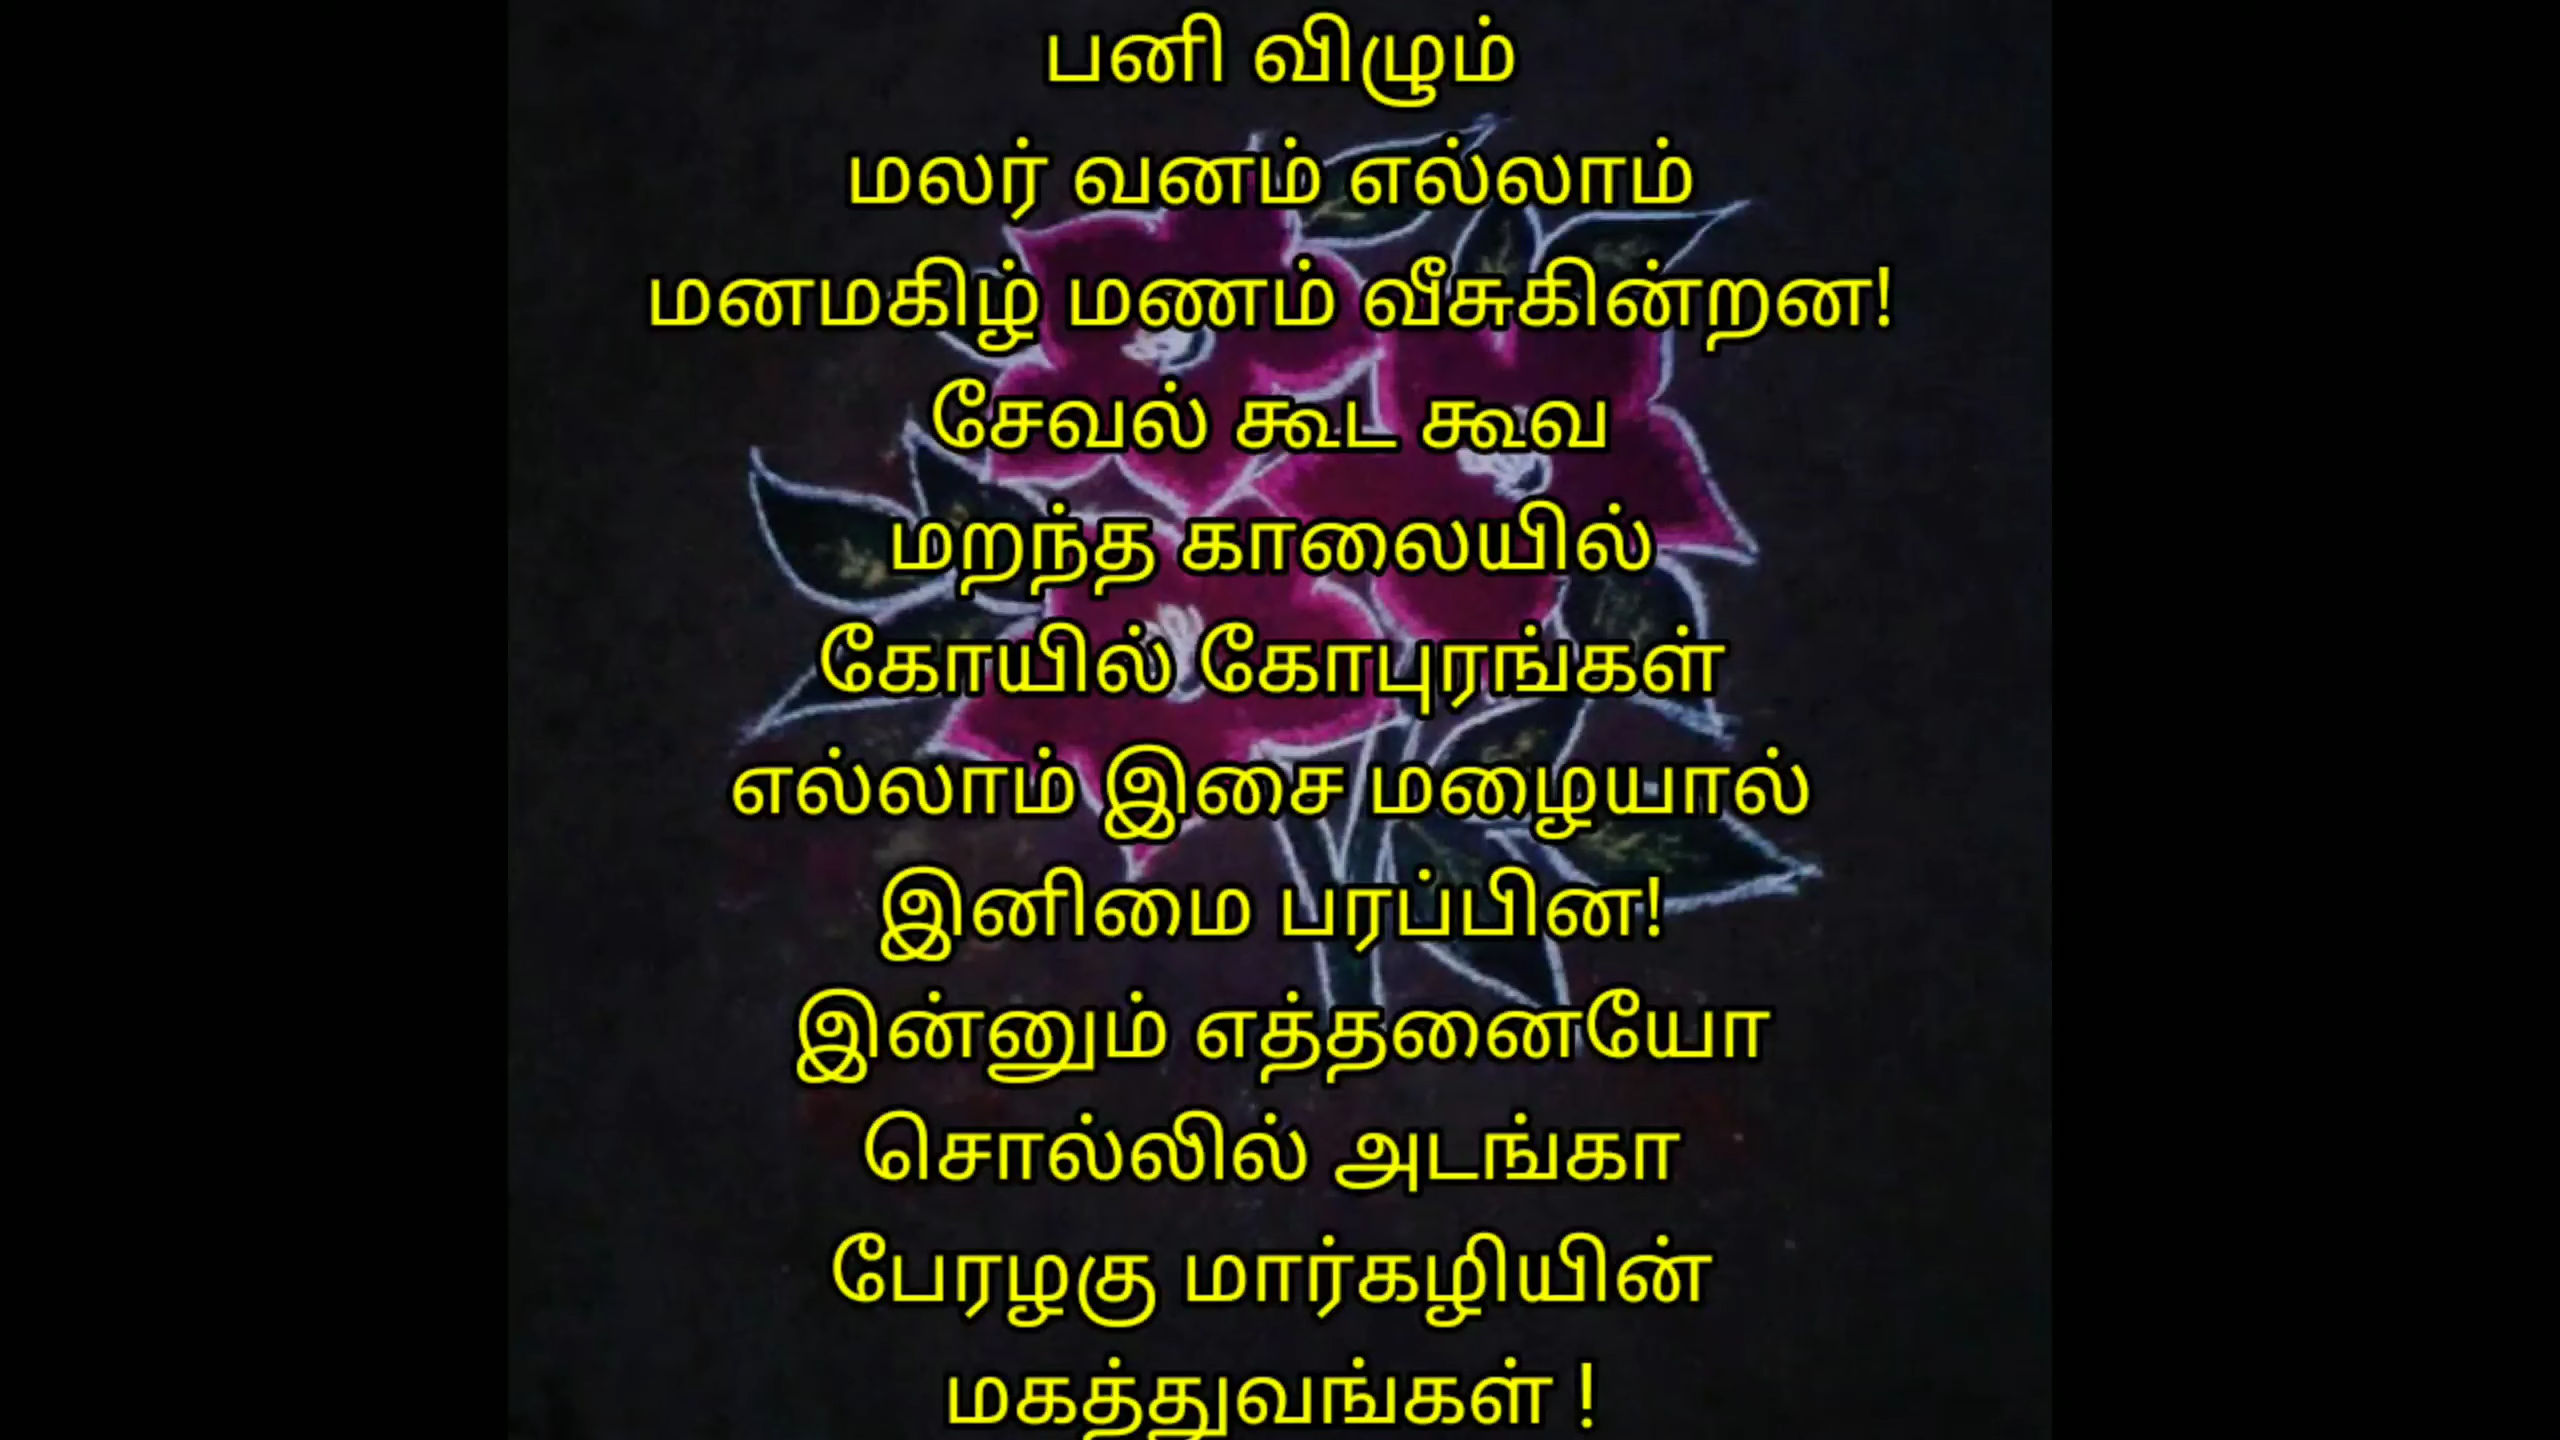 பனி விழும்
மலர் வனம் எல்லாம்
மனமகிழ் மணம் வீசுகின்றன!
சேவல் கூட கூவ
மறந்த காலையில்
கோயில் கோபுரங்கள்
எல்லாம் இசை மழையால்
இனிமை பரப்பின!
இன்னும் எத்தனையோ
சொல்லில் அடங்கா
பேரழகு மார்கழியின்
மகத்துவங்கள் !